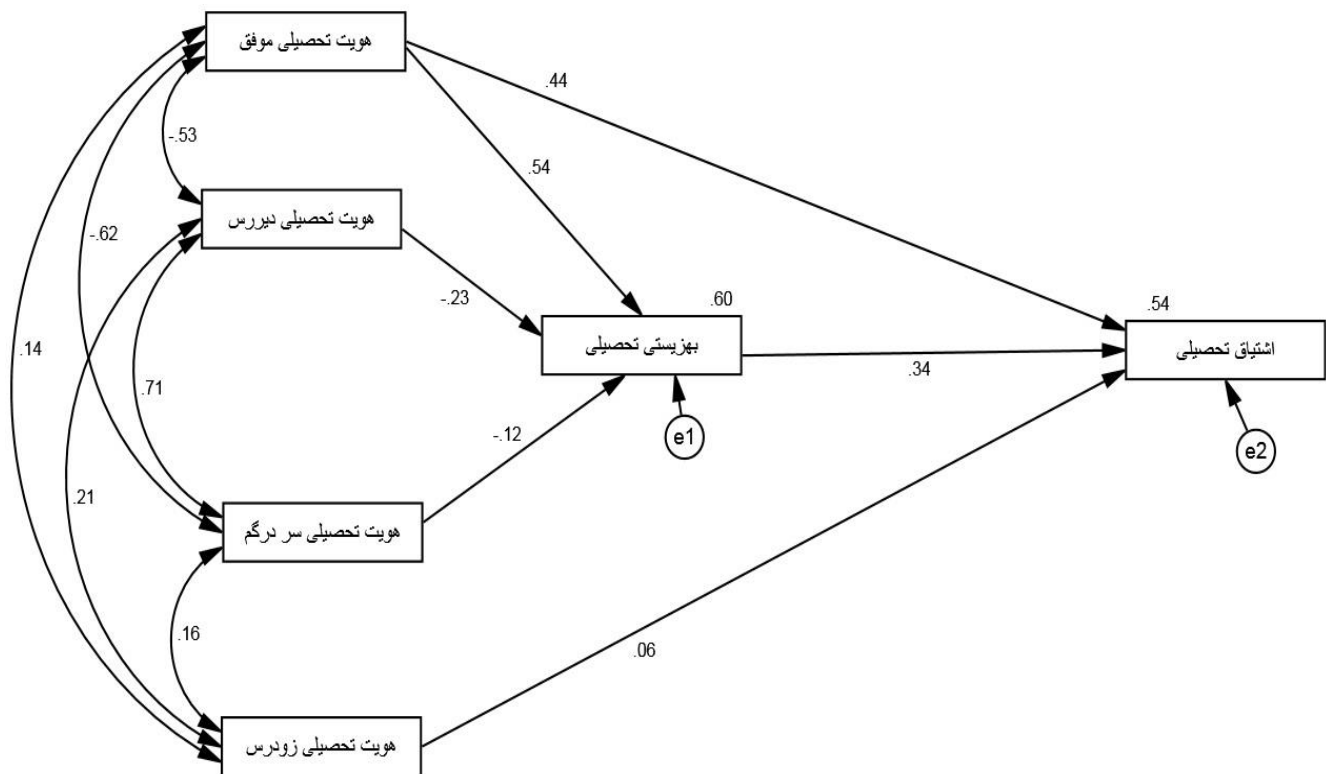 هویت تحصیلی موفق
.44
-.53
.54
هویت تحصیلی دیررس
-.62
-.23
.60
.54
بهزیستی تحصیلی
اشتیاق تحصیلی
.14
.34
.71
e1
-.12
e2
.21
هویت تحصیلی سر درگم
.16
.06
هویت تحصیلی زودرس